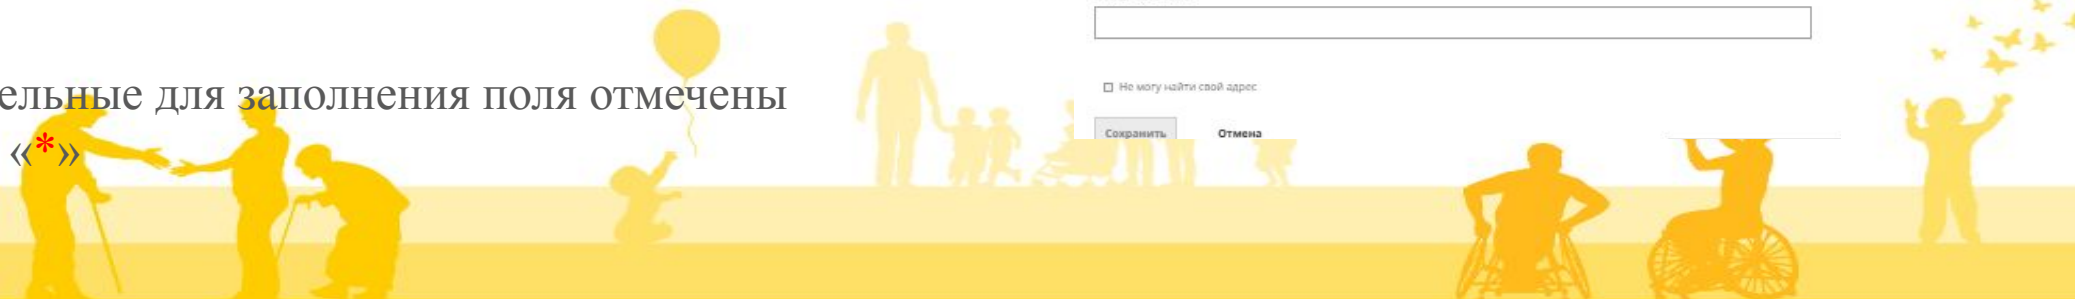 ельные для заполнения поля отмечены
«*»
Не могу найти свой адрес
Сохранить Отмена